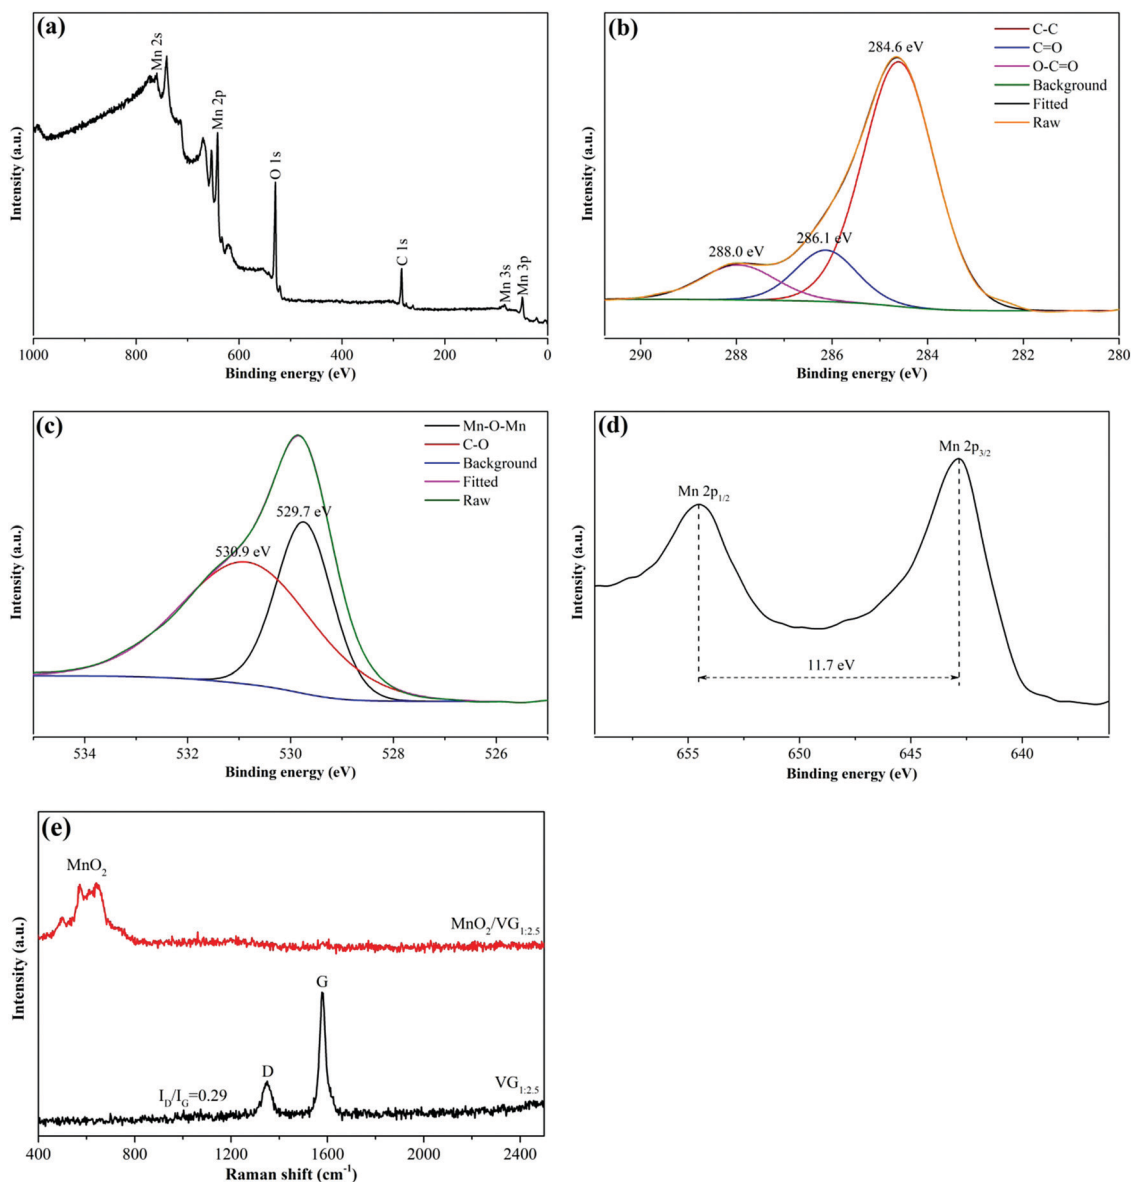 (a)
Mn 2s
Mn 2p
O 1s
C 1s
Mn 3s
Mn 3p
Intensity (a.u.)
1000 800 600 400 200 0
Binding energy (eV)
(b)
284.6 eV
286.1 eV
288.0 eV
C-C
C=O
O-C=O
Background
Fitted
Raw
Intensity (a.u.)
290 288 286 284 282 280
Binding energy (eV)
(c)
529.7 eV
530.9 eV
Mn-O-Mn
C-O
Background
Fitted
Raw
Intensity (a.u.)
534 532 530 528 526
Binding energy (eV)
(d)
Mn 2p3/2
Mn 2p1/2
11.7 eV
Intensity (a.u.)
655 650 645 640
Binding energy (eV)
(e)
MnO2
MnO2/VG1:2.5
G
D
ID/IG=0.29
VG1:2.5
Intensity (a.u.)
400 800 1200 1600 2000 2400
Raman shift (cm-1)